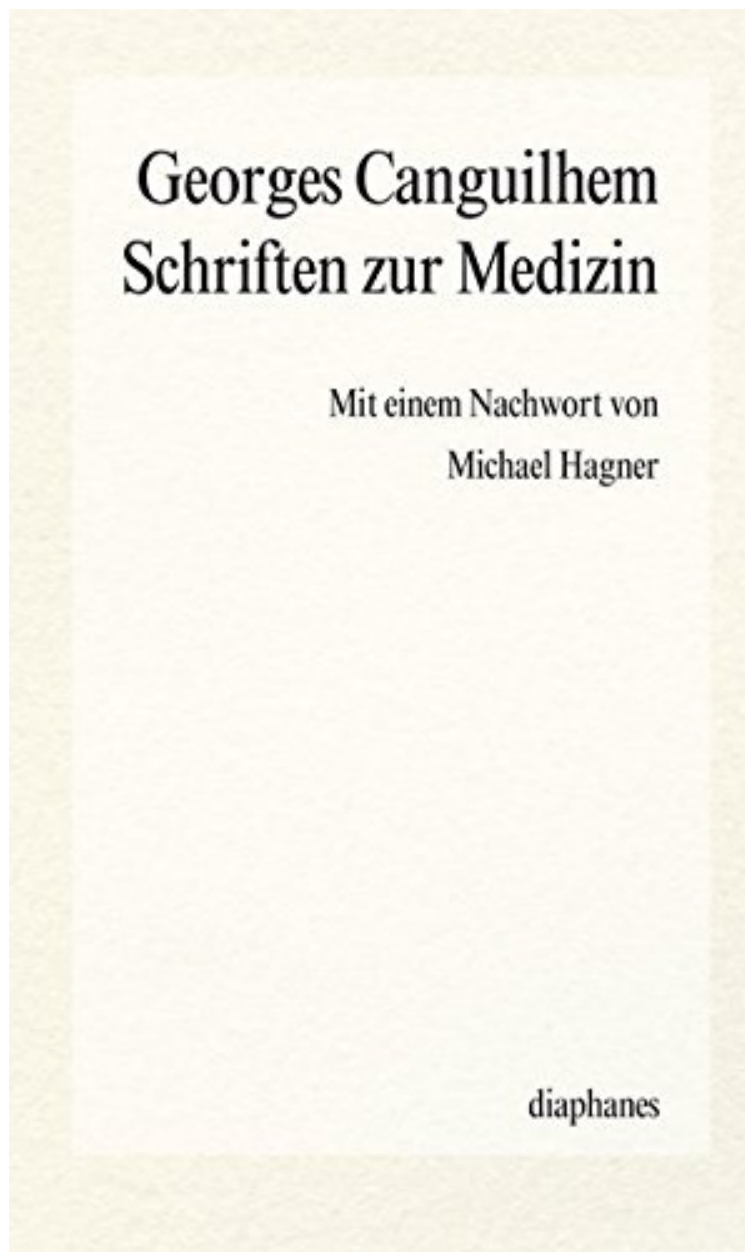 Georges Canguilhem
Schriften zur Medizin
Mit einem Nachwort von
Michael Hagner
diaphanes